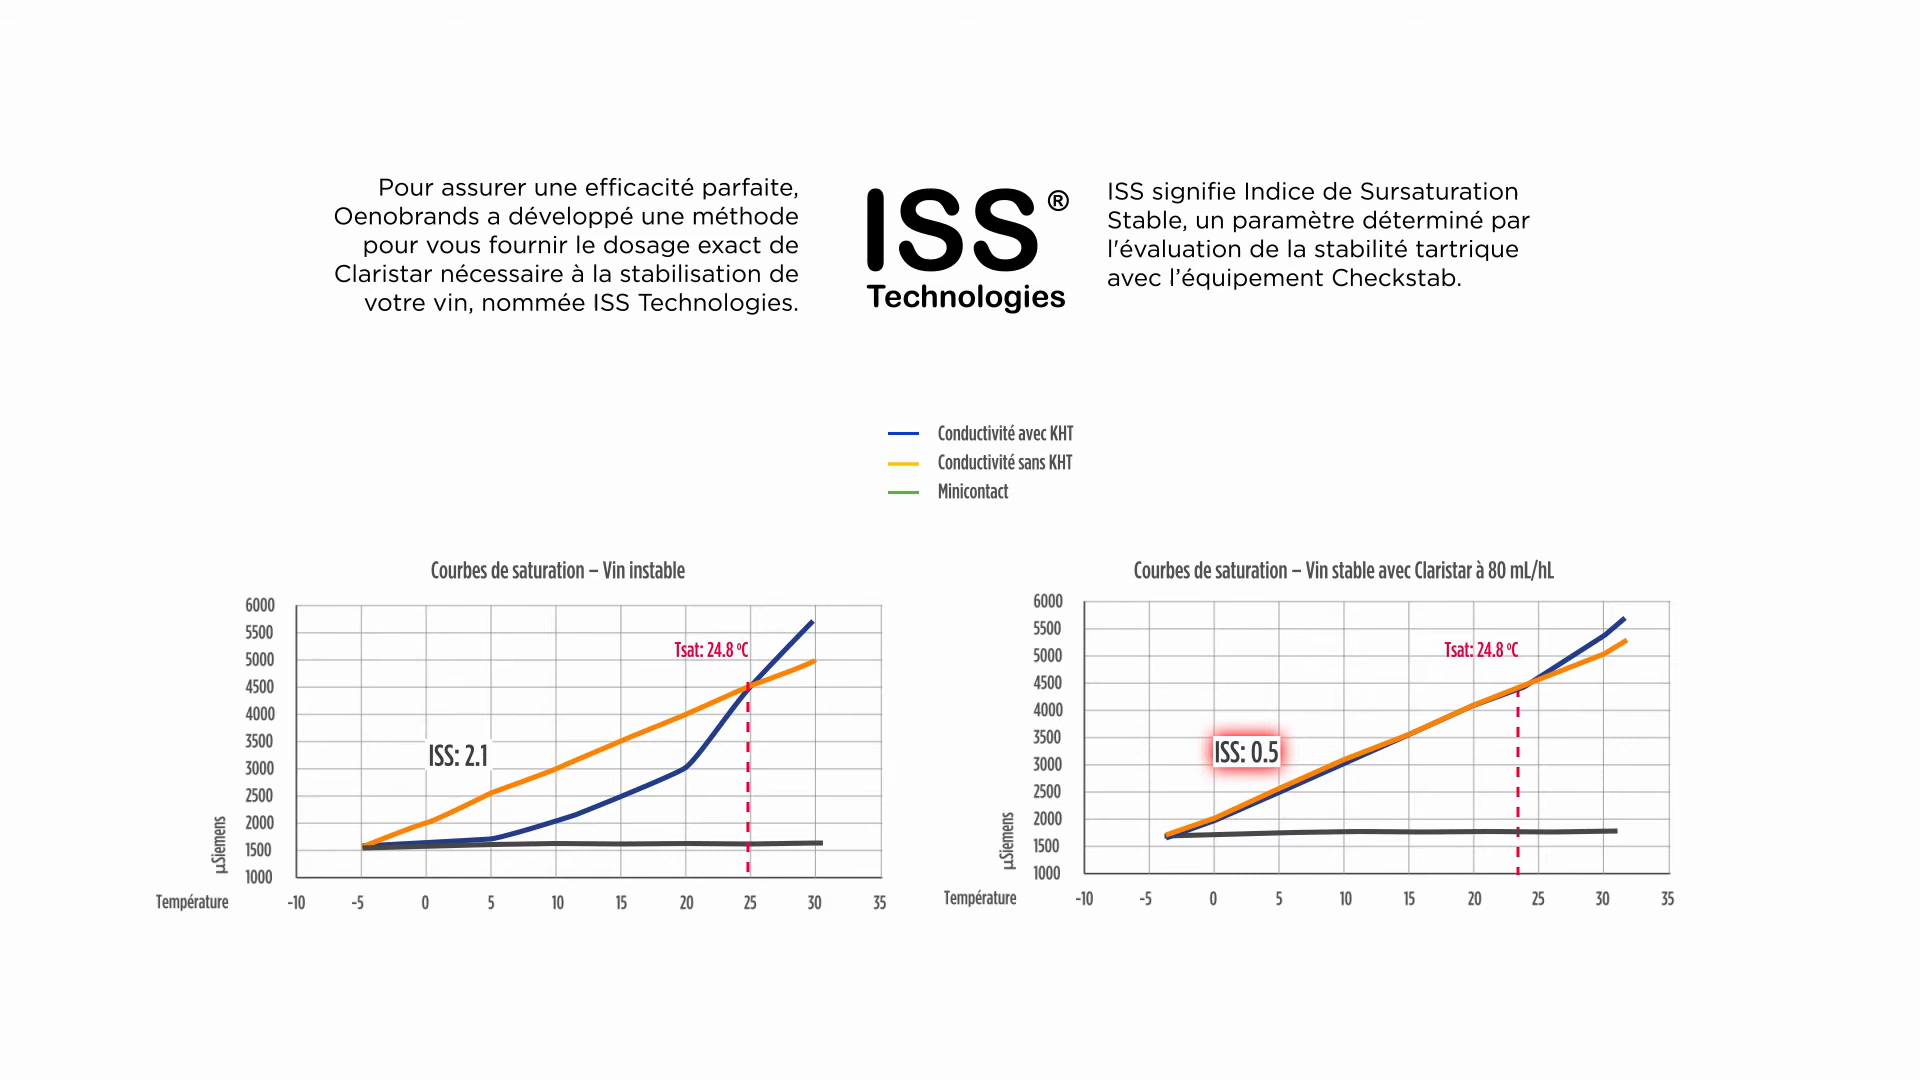 Pour assurer une efficacité parfaite,
Oenobrands a développé une méthode
pour vous fournir le dosage exact de
Claristar nécessaire à la stabilisation de
votre vin, nommée ISS Technologies.
ISS®
Technologies
ISS signifie Indice de Sursaturation
Stable, un paramètre déterminé par
l'évaluation de la stabilité tartrique
avec l’équipement Checkstab.
Conductivité avec KHT
Conductivité sans KHT
Minicontact
Courbes de saturation – Vin instable
6000
5500
5000
4500
4000
3500
3000
2500
2000
1500
1000
µSiemens
Tsat: 24.8 ºC
ISS: 2.1
Température
-10 -5 0 5 10 15 20 25 30 35
Courbes de saturation – Vin stable avec Claristar à 80 mL/hL
6000
5500
5000
4500
4000
3500
3000
2500
2000
1500
1000
µSiemens
Tsat: 24.8 ºC
ISS: 0.5
Température
-10 -5 0 5 10 15 20 25 30 35